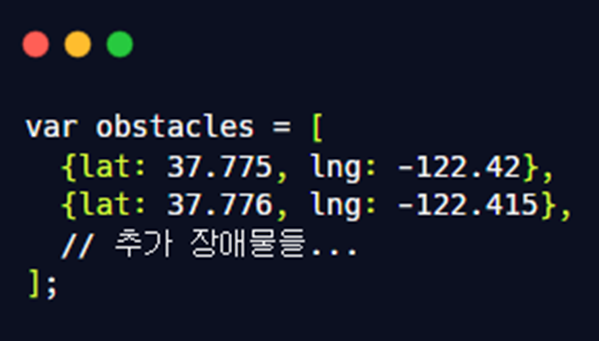 var obstacles = [
  {lat: 37.775, lng: -122.42},
  {lat: 37.776, lng: -122.415},
  // 추가 장애물들...
];